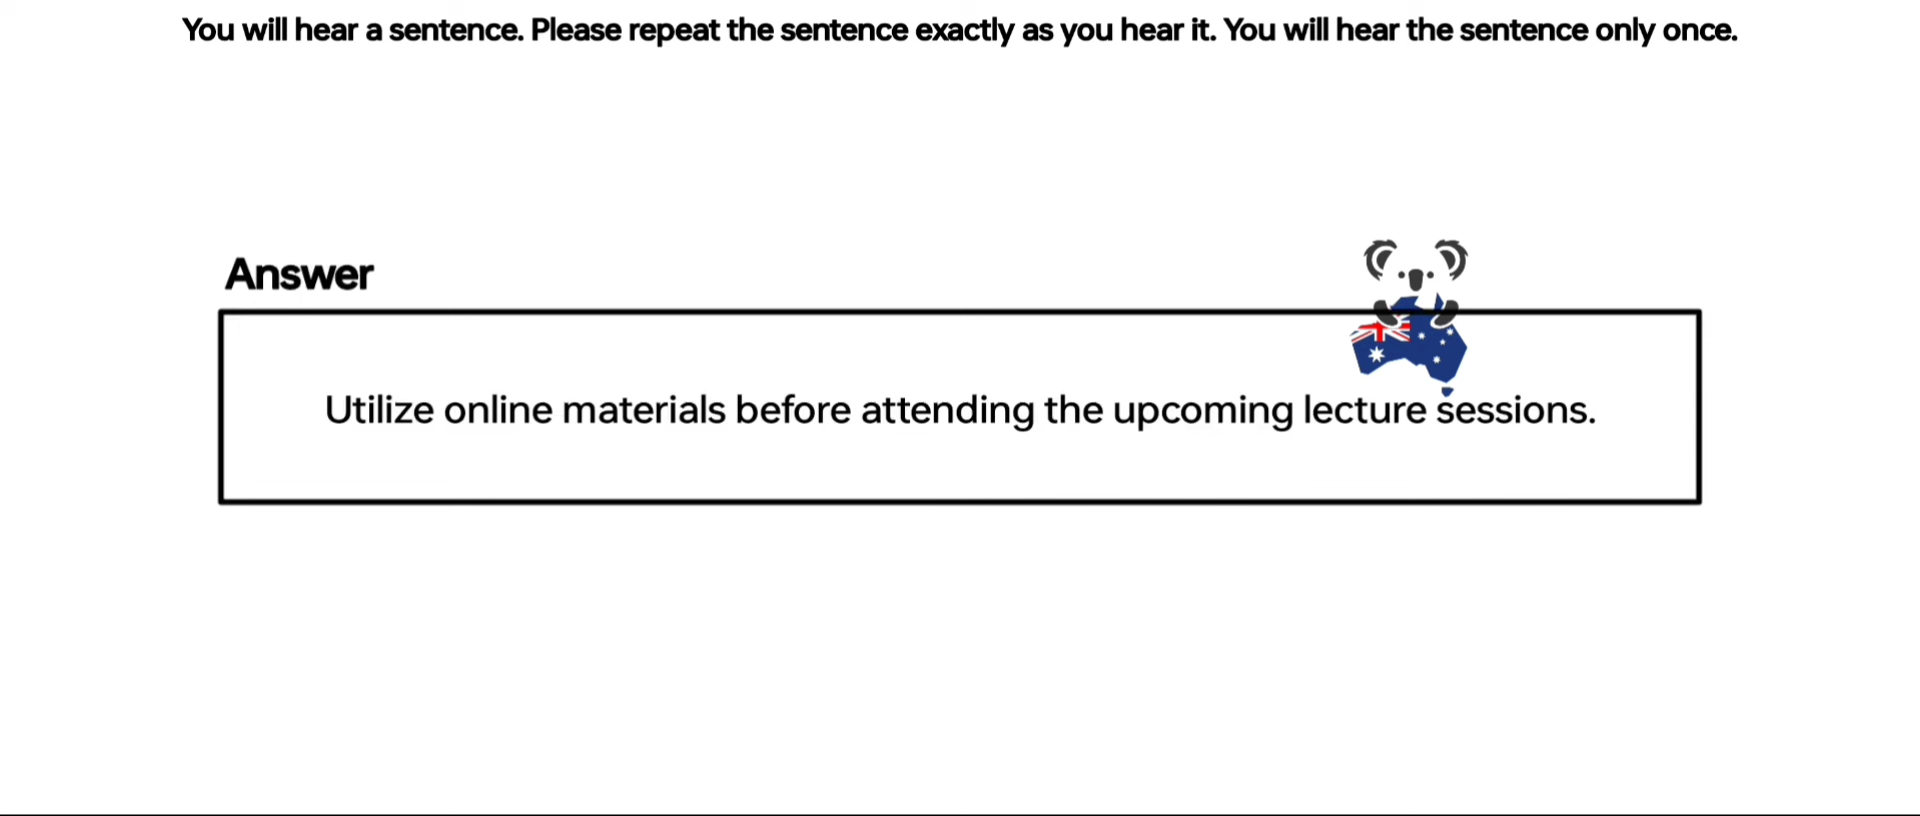 You will hear a sentence. Please repeat the sentence exactly as you hear it. You will hear the sentence only once.
Answer
Utilize online materials before attending the upcoming lecture sessions.